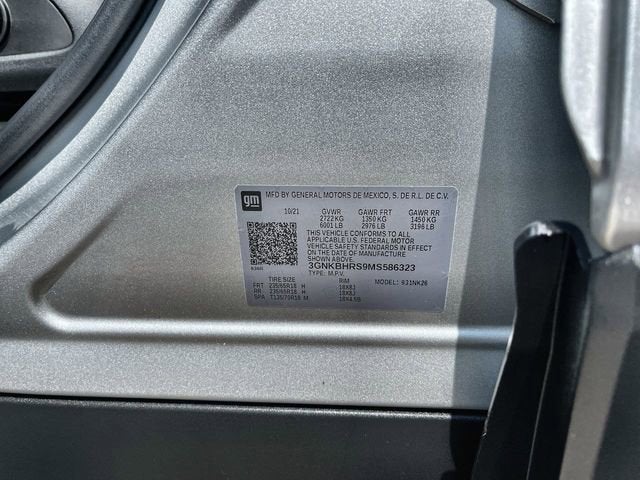 gm MFD BY GENERAL MOTORS DE MEXICO, S. DE R.L. DE C.V.
10/21 GVWR GAWR FRT GAWR RR
2722 KG 1350 KG 1450 KG
6001 LB 2976 LB 3196 LB
THIS VEHICLE CONFORMS TO ALL
APPLICABLE U.S. FEDERAL MOTOR
VEHICLE SAFETY STANDARDS IN EFFECT
ON THE DATE OF MANUFACTURE
SHOWN ABOVE.
3GNKBHRS9MS586323
TYPE: M.P.V.
TIRE SIZE RIM MODEL: 931NK26
FRT 235/65R18 H 18X8J
RR 235/65R18 H 18X8J
SPA T135/70R18 M 18X4.5B